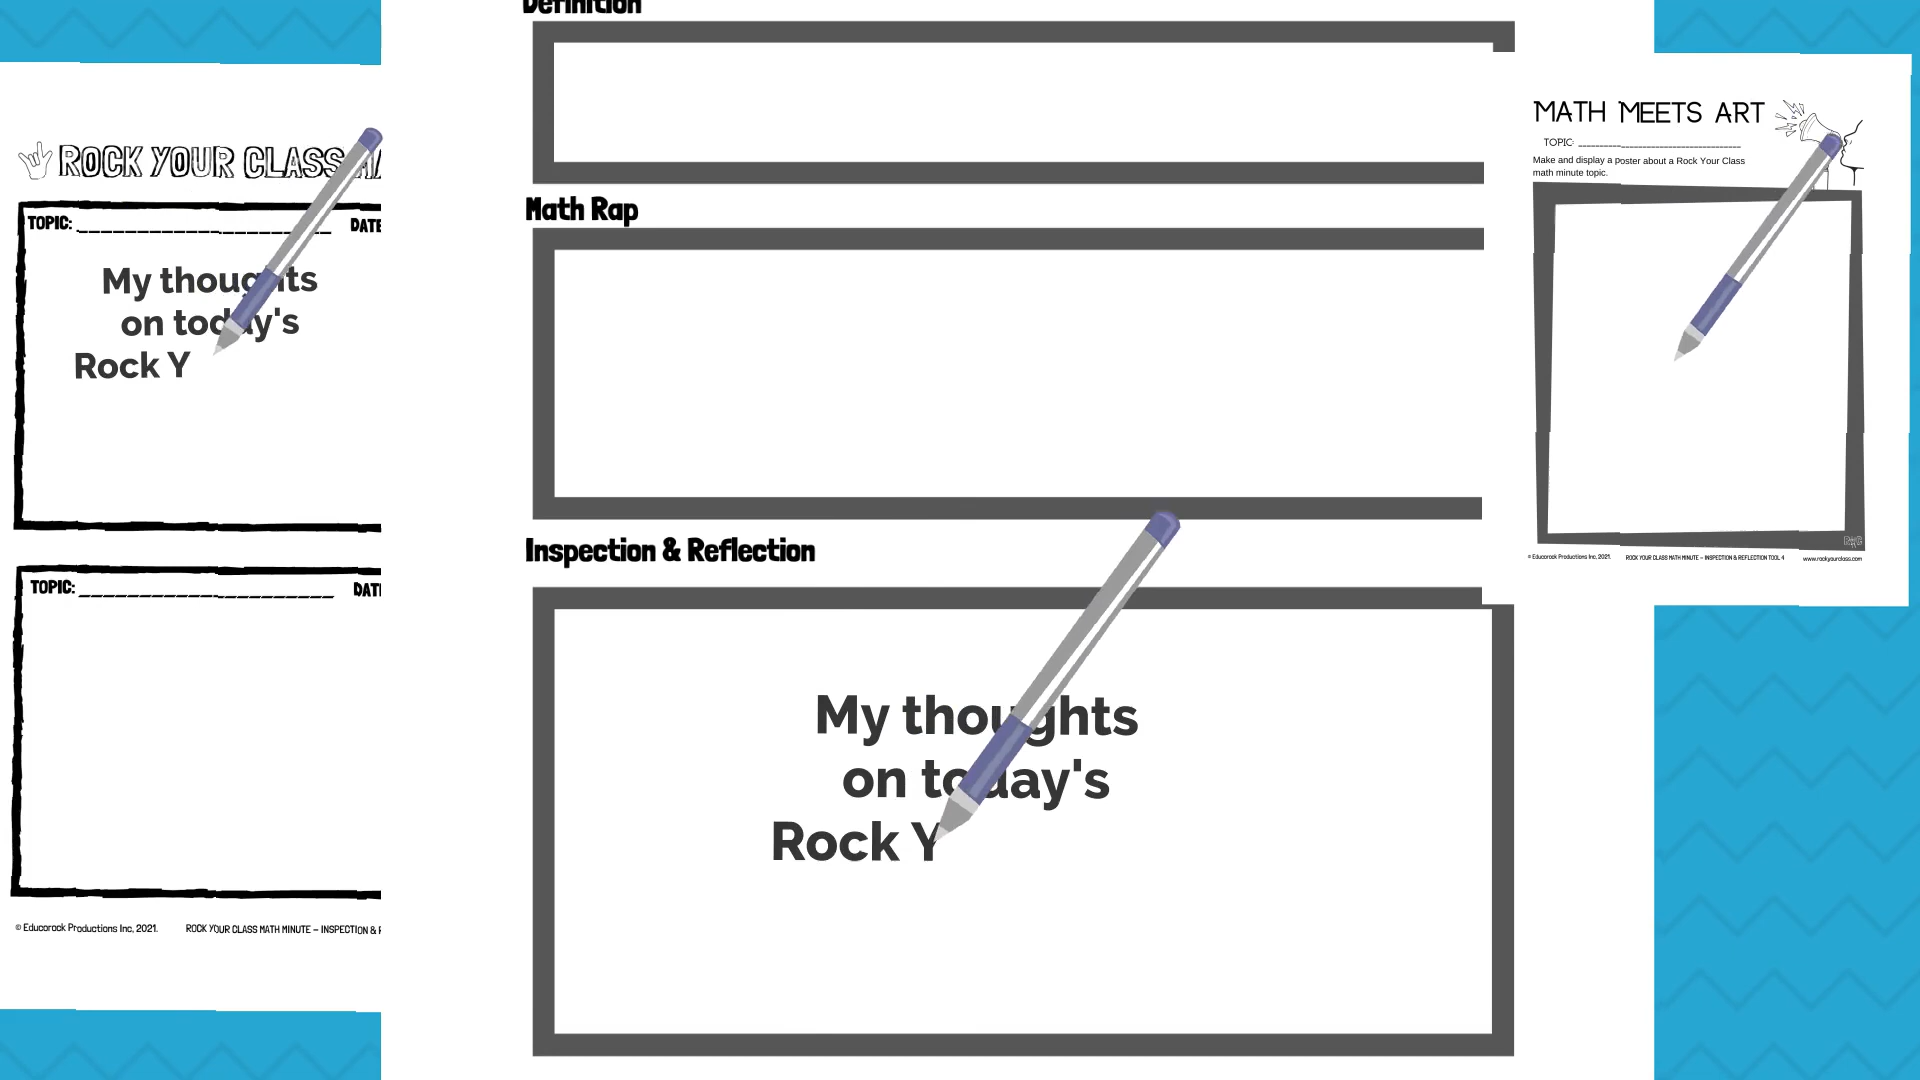 ROCK YOUR CLASS
TOPIC: DATE
My thoughts
on today's
Rock Y
TOPIC: DATE
© Educorock Productions Inc, 2021. ROCK YOUR CLASS MATH MINUTE – INSPECTION &
Definition
Math Rap
Inspection & Reflection
My thoughts
on today's
Rock Y
MATH MEETS ART
TOPIC:
Make and display a poster about a Rock Your Class
math minute topic.
© Educorock Productions Inc, 2021. ROCK YOUR CLASS MATH MINUTE – INSPECTION & REFLECTION TOOL 4 www.rockyourclass.com